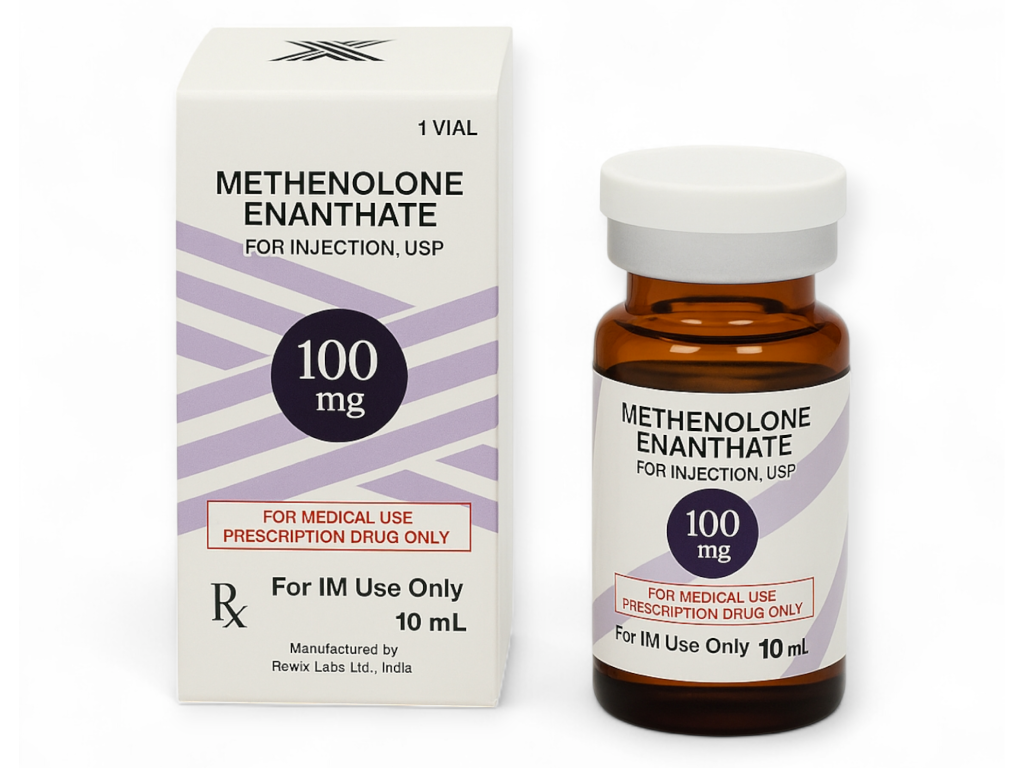 1 VIAL
METHENOLONE
ENANTHATE
FOR INJECTION, USP
100
mg
FOR MEDICAL USE
PRESCRIPTION DRUG ONLY
Rx
For IM Use Only
10 mL
Manufactured by
Rewix Labs Ltd., India
METHENOLONE
ENANTHATE
FOR INJECTION, USP
100
mg
FOR MEDICAL USE
PRESCRIPTION DRUG ONLY
For IM Use Only 10 mL